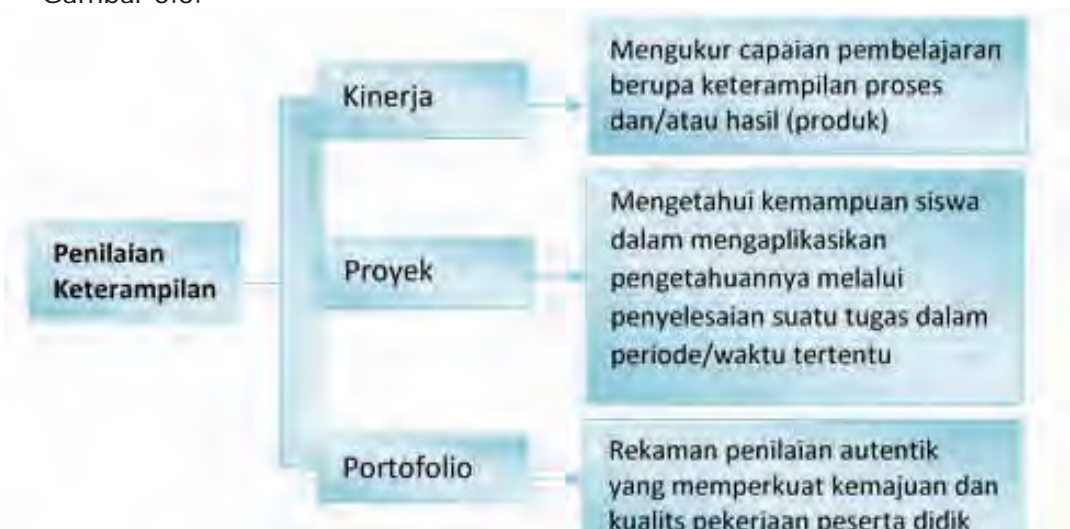 Kinerja
Mengukur capaian pembelajaran
berupa keterampilan proses
dan/atau hasil (produk)
Penilaian
Keterampilan
Proyek
Mengetahui kemampuan siswa
dalam mengaplikasikan
pengetahuannya melalui
penyelesaian suatu tugas dalam
periode/waktu tertentu
Portofolio
Rekaman penilaian autentik
yang memperkuat kemajuan dan
kualits pekerjaan peserta didik